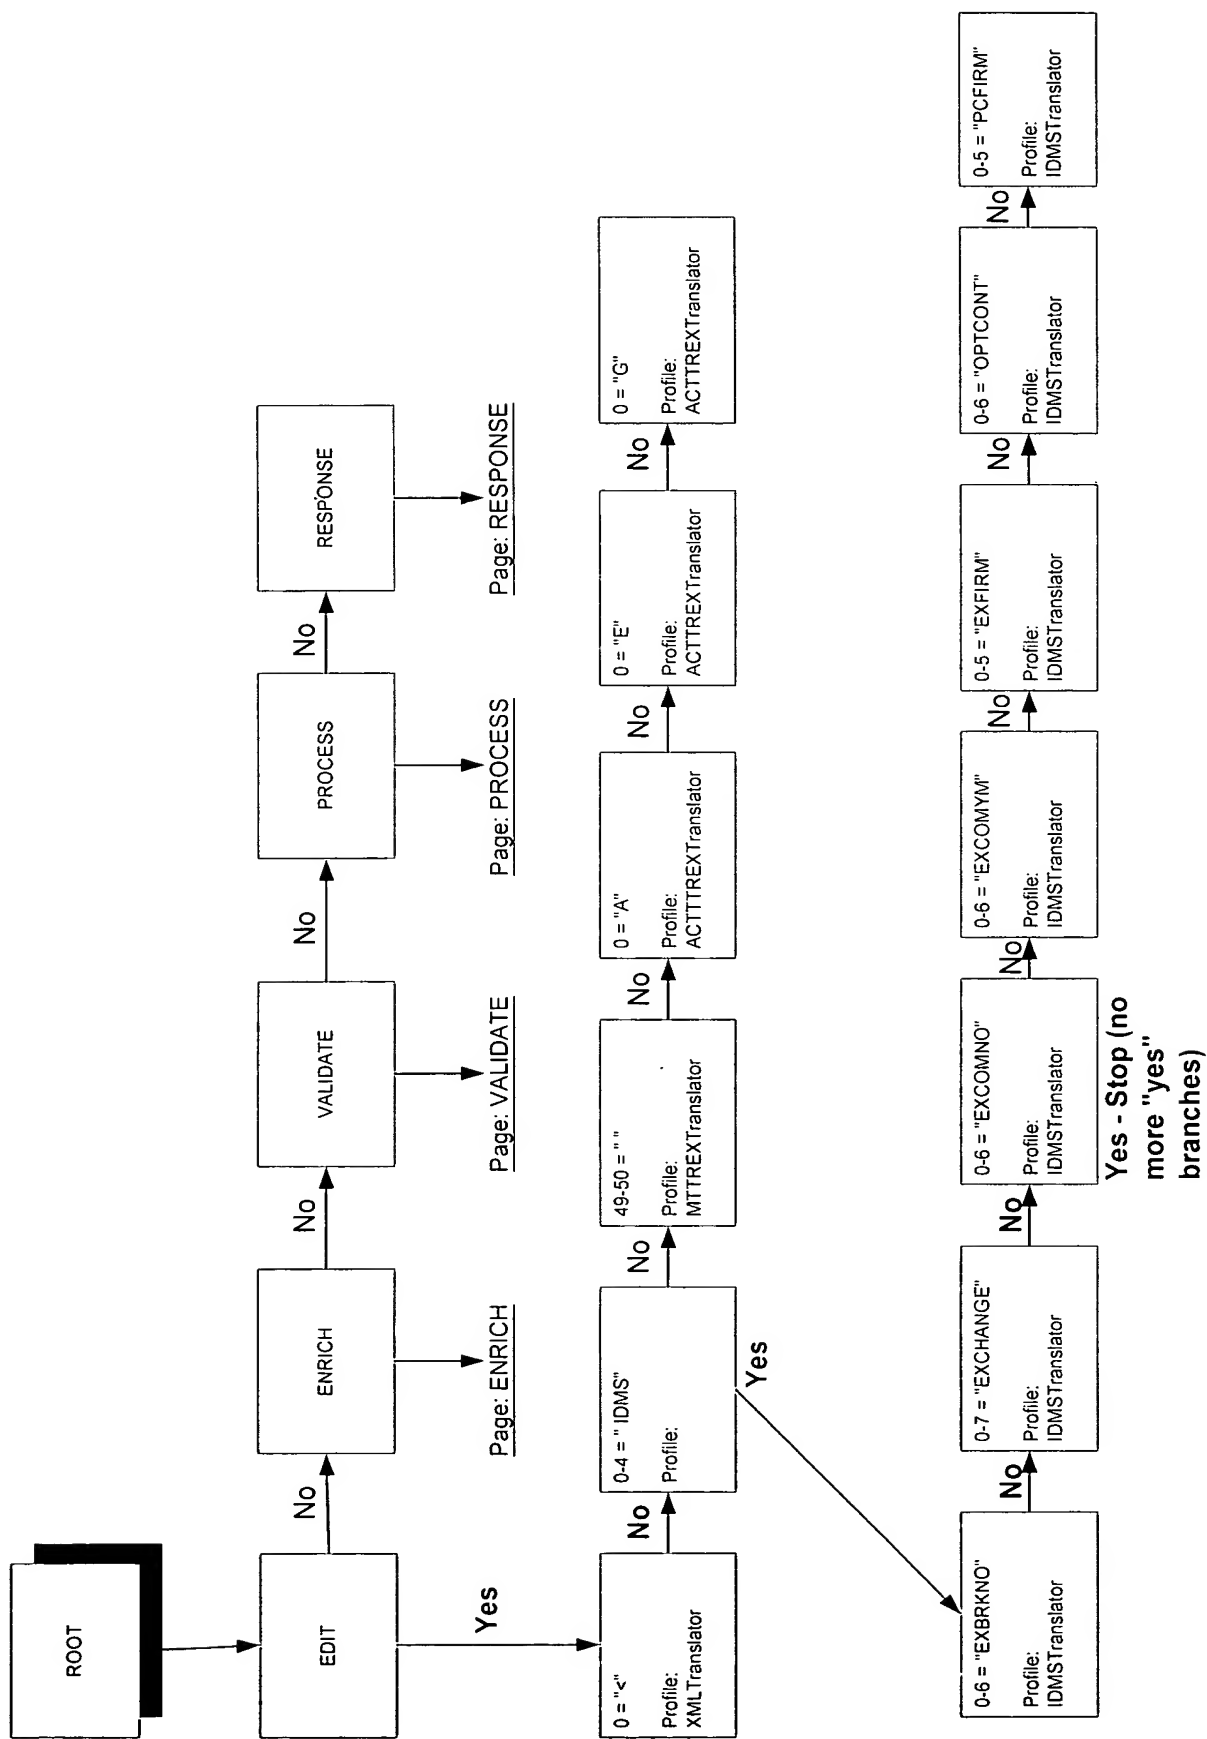 ROOT
EDIT
No
ENRICH
No
VALIDATE
No
PROCESS
No
RESPONSE
Yes
Page: ENRICH
Page: VALIDATE
Page: PROCESS
Page: RESPONSE
0 = "<"
Profile:
XMLTranslator
No
0-4 = " IDMS"
Profile:
No
49-50 = " "
Profile:
MTTREXTranslator
No
0 = "A"
Profile:
ACTTTREXTranslator
No
0 = "E"
Profile:
ACTTREXTranslator
No
0 = "G"
Profile:
ACTTREXTranslator
Yes
0-6 = "EXBRKNO"
Profile:
IDMSTranslator
No
0-7 = "EXCHANGE"
Profile:
IDMSTranslator
No
0-6 = "EXCOMNO"
Profile:
IDMSTranslator
No
0-6 = "EXCOMYM"
Profile:
IDMSTranslator
No
0-5 = "EXFIRM"
Profile:
IDMSTranslator
No
0-6 = "OPTCONT"
Profile:
IDMSTranslator
No
0-5 = "PCFIRM"
Profile:
IDMSTranslator
Yes - Stop (no
more "yes"
branches)